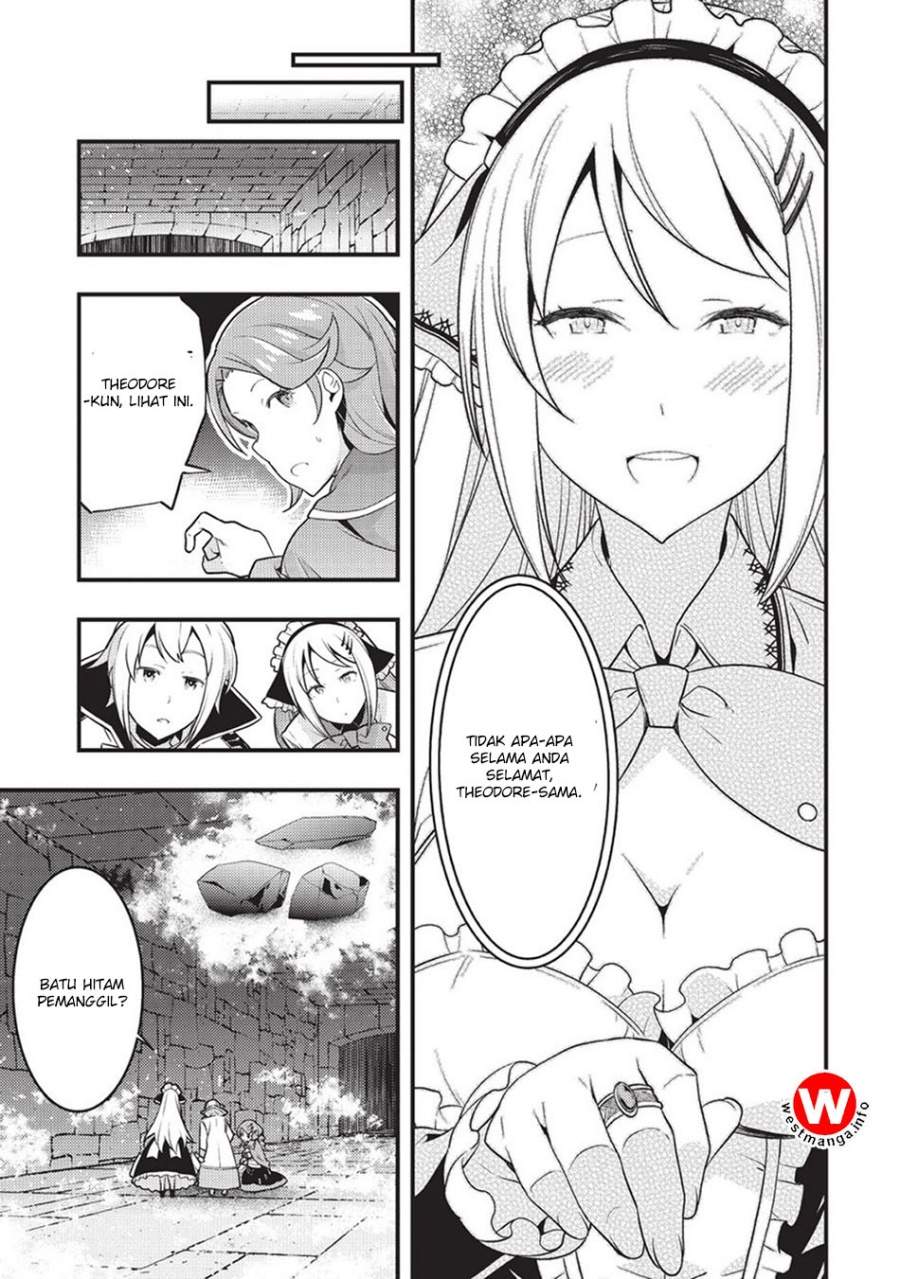 TIDAK APA-APA
SELAMA ANDA
SELAMAT,
THEODORE-SAMA.
THEODORE
-KUN, LIHAT INI.
BATU HITAM
PEMANGGIL?
W
westmanga.info